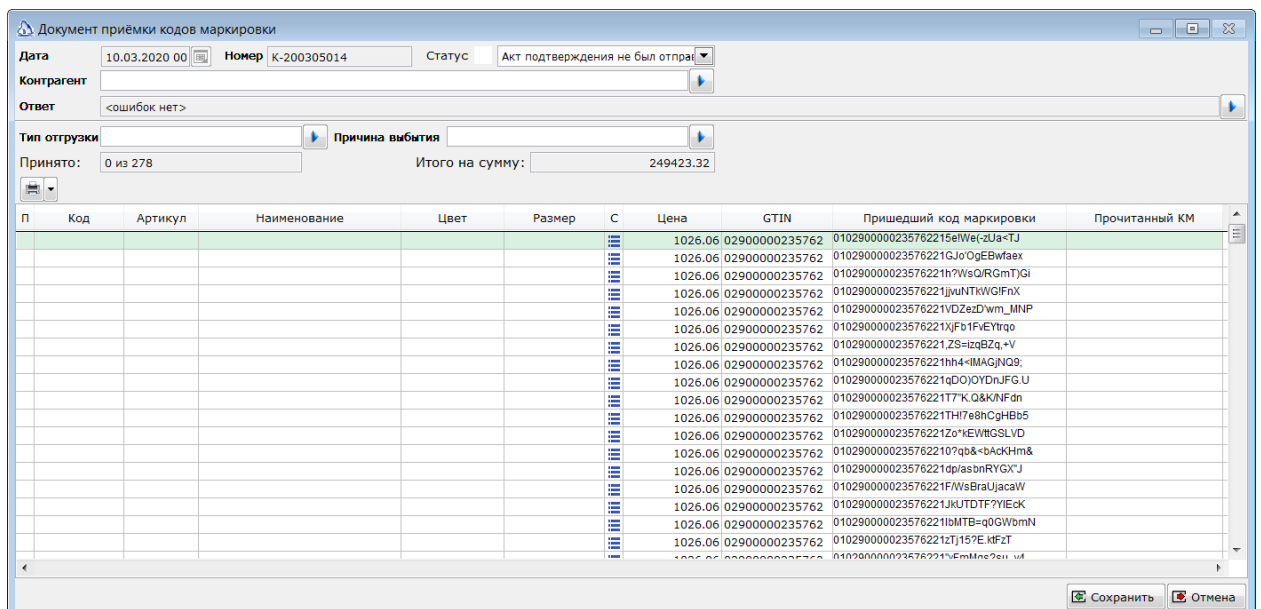 Документ приёмки кодов маркировки
Дата 10.03.2020 00 Номер К-200305014 Статус Акт подтверждения не был отправ
Контрагент
Ответ <ошибок нет>
Тип отгрузки Причина выбытия
Принято: 0 из 278 Итого на сумму: 249423.32
П Код Артикул Наименование Цвет Размер С Цена GTIN Пришедший код маркировки Прочитанный КМ
1026.06 02900000235762 0102900000235762215e!We(-zUa<TJ
1026.06 02900000235762 010290000023576221GJo'OgEBwfaex
1026.06 02900000235762 010290000023576221h?WsQ/RGmT)Gi
1026.06 02900000235762 010290000023576221jjvuNTkWG!FnX
1026.06 02900000235762 010290000023576221VDZezD'wm_MNP
1026.06 02900000235762 010290000023576221XjFb1FvEYtrqo
1026.06 02900000235762 010290000023576221,ZS=izqBZq,+V
1026.06 02900000235762 010290000023576221hh4<IMAGjNQ9;
1026.06 02900000235762 010290000023576221qDO)OYDnJFG.U
1026.06 02900000235762 010290000023576221T7"K.Q&K/NFdn
1026.06 02900000235762 010290000023576221TH!7e8hCgHBb5
1026.06 02900000235762 010290000023576221Zo*kEWttGSLVD
1026.06 02900000235762 0102900000235762210?qb&<bAcKHm&
1026.06 02900000235762 010290000023576221dp/asbnRYGX"J
1026.06 02900000235762 010290000023576221F/WsBraUjacaW
1026.06 02900000235762 010290000023576221JkUTDTF?YIEcK
1026.06 02900000235762 010290000023576221IbMTB=q0GWbmN
1026.06 02900000235762 010290000023576221zTj15?E.ktFzT
Сохранить Отмена